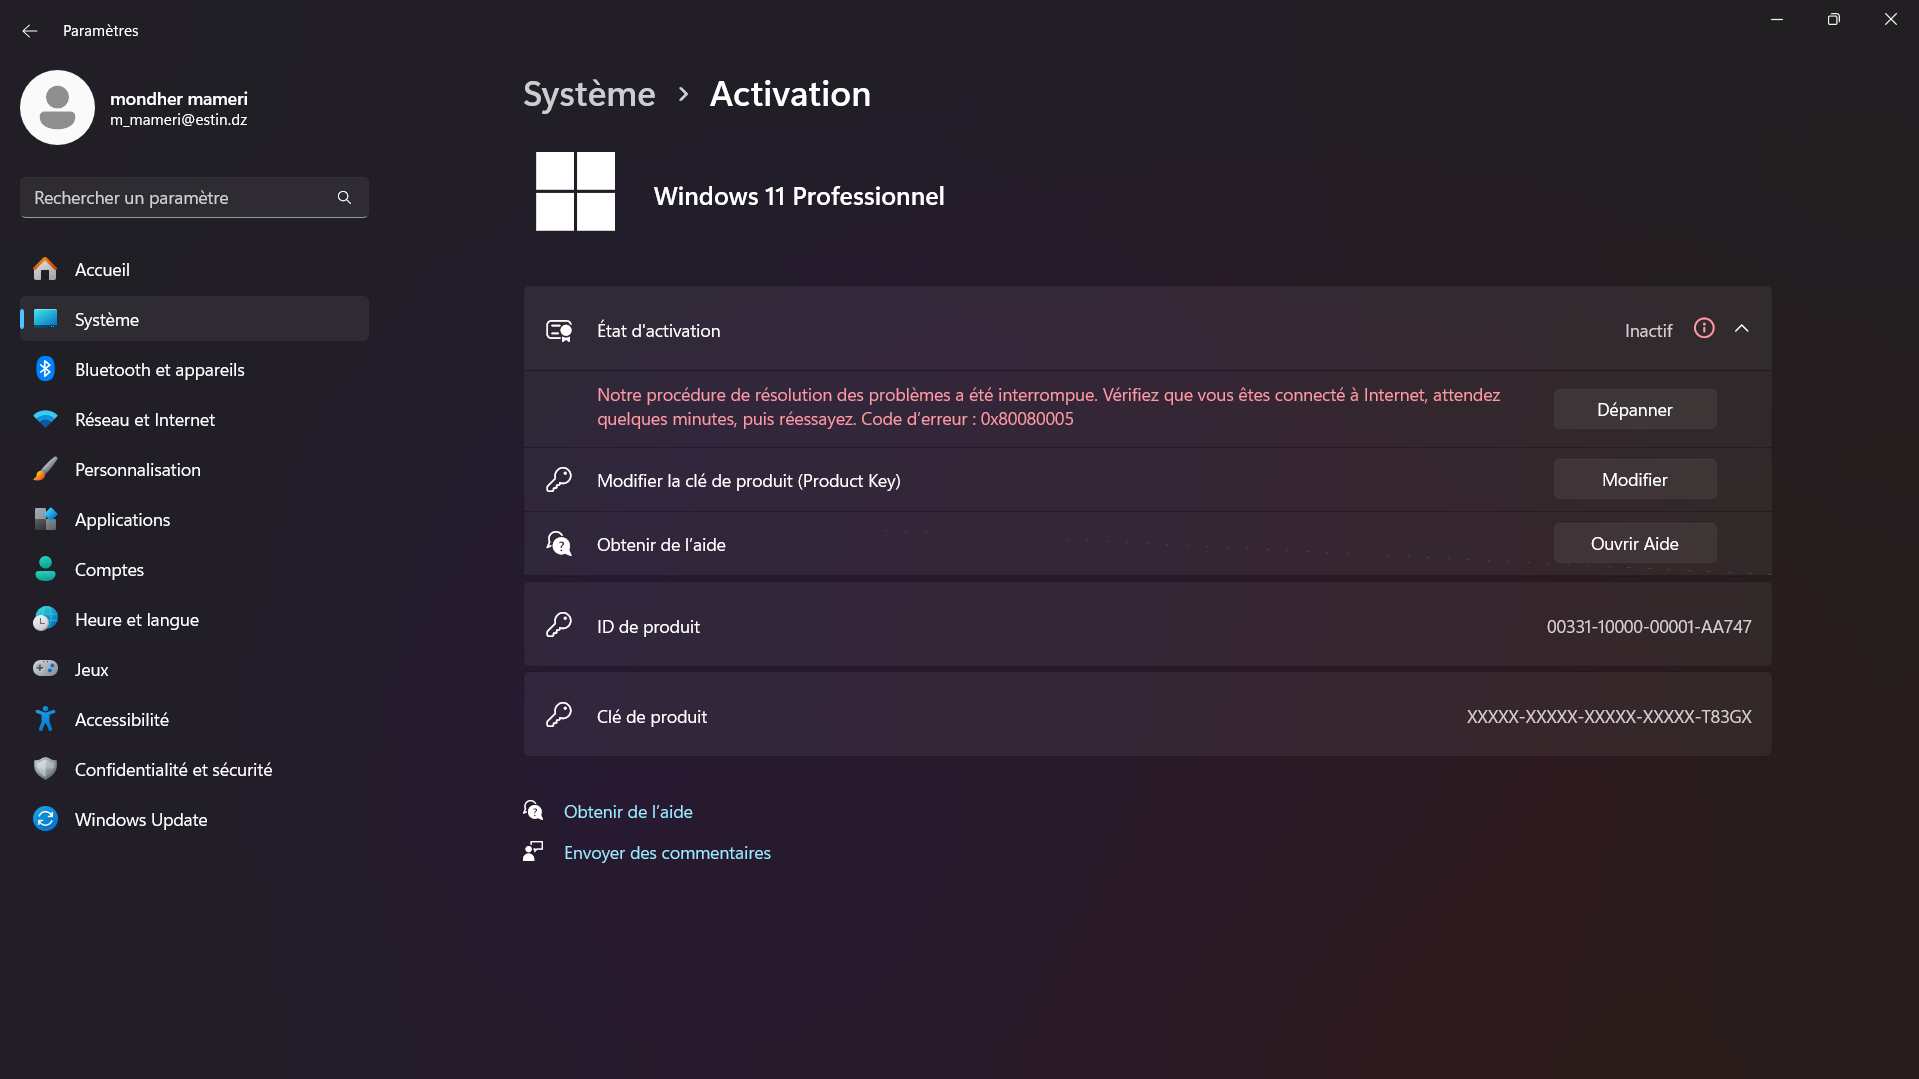 Paramètres
mondher mameri
m_mameri@estin.dz
Rechercher un paramètre
Accueil
Système
Bluetooth et appareils
Réseau et Internet
Personnalisation
Applications
Comptes
Heure et langue
Jeux
Accessibilité
Confidentialité et sécurité
Windows Update
Système > Activation
Windows 11 Professionnel
État d'activation
Inactif
Notre procédure de résolution des problèmes a été interrompue. Vérifiez que vous êtes connecté à Internet, attendez
quelques minutes, puis réessayez. Code d’erreur : 0x80080005
Dépanner
Modifier la clé de produit (Product Key)
Modifier
Obtenir de l’aide
Ouvrir Aide
ID de produit
00331-10000-00001-AA747
Clé de produit
XXXXX-XXXXX-XXXXX-XXXXX-T83GX
Obtenir de l’aide
Envoyer des commentaires